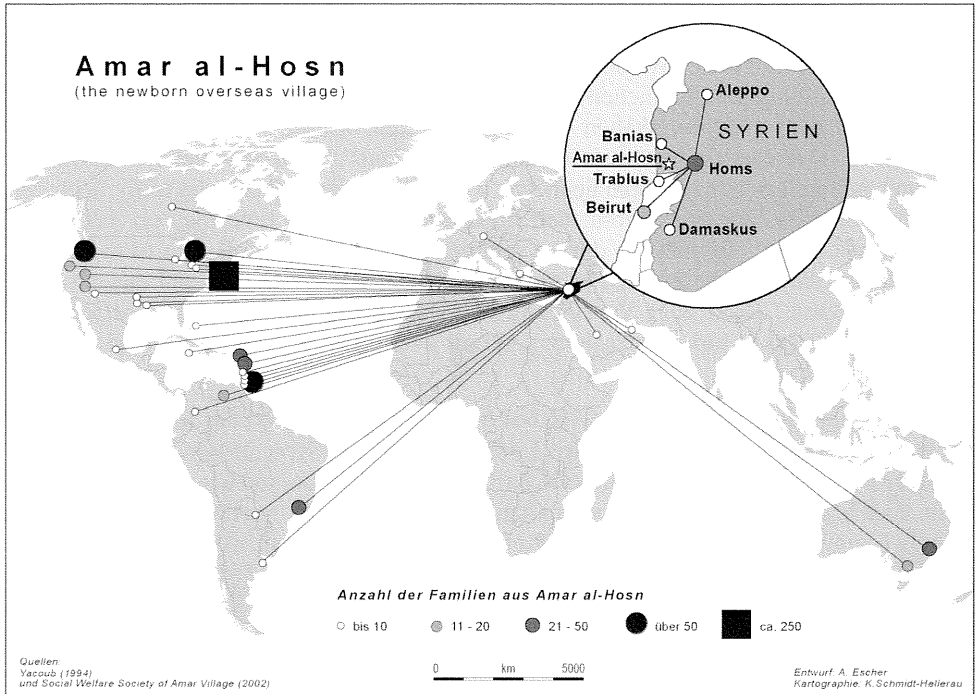 Amar al-Hosn
(the newborn overseas village)
Aleppo
SYRIEN
Banias
Amar al-Hosn
Homs
Trablus
Beirut
Damaskus
Anzahl der Familien aus Amar al-Hosn
bis 10
11 - 20
21 - 50
über 50
ca. 250
Quellen:
Yacoub (1994)
und Social Welfare Society of Amar Village (2002)
0 km 5000
Entwurf: A. Escher
Kartographie: K.Schmidt-Hellerau